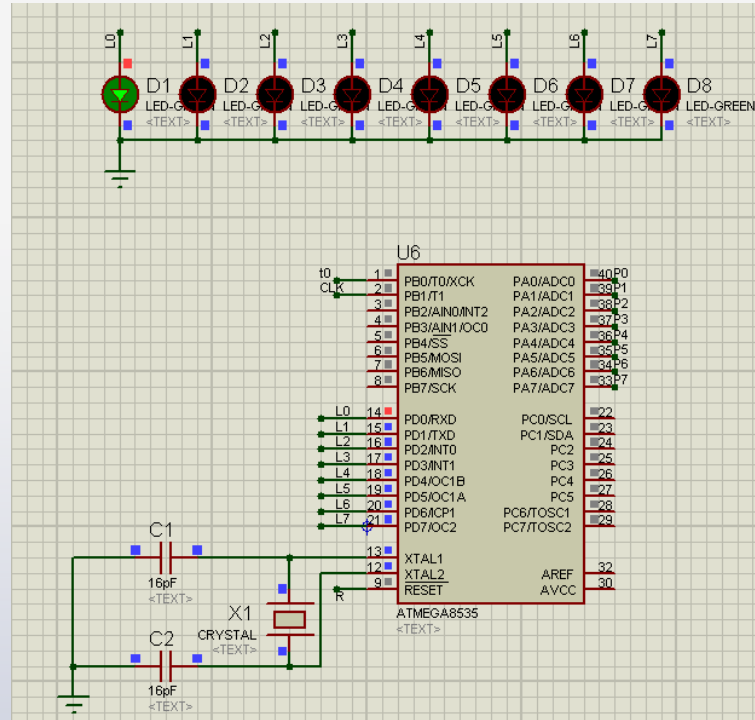 L0 L1 L2 L3 L4 L5 L6 L7
D1 D2 D3 D4 D5 D6 D7 D8
LED-GREEN
<TEXT> <TEXT> <TEXT> <TEXT> <TEXT> <TEXT> <TEXT> <TEXT>
U6
t0 1 PB0/T0/XCK PA0/ADC0 40 P0
CLK 2 PB1/T1 PA1/ADC1 39 P1
3 PB2/AIN0/INT2 PA2/ADC2 38 P2
4 PB3/AIN1/OC0 PA3/ADC3 37 P3
5 PB4/SS PA4/ADC4 36 P4
6 PB5/MOSI PA5/ADC5 35 P5
7 PB6/MISO PA6/ADC6 34 P6
8 PB7/SCK PA7/ADC7 33 P7
L0 14 PD0/RXD PC0/SCL 22
L1 15 PD1/TXD PC1/SDA 23
L2 16 PD2/INT0 PC2 24
L3 17 PD3/INT1 PC3 25
L4 18 PD4/OC1B PC4 26
L5 19 PD5/OC1A PC5 27
L6 20 PD6/ICP1 PC6/TOSC1 28
L7 21 PD7/OC2 PC7/TOSC2 29
13 XTAL1
12 XTAL2 AREF 32
R 9 RESET AVCC 30
ATMEGA8535
<TEXT>
C1
16pF
<TEXT>
X1
CRYSTAL
<TEXT>
C2
16pF
<TEXT>